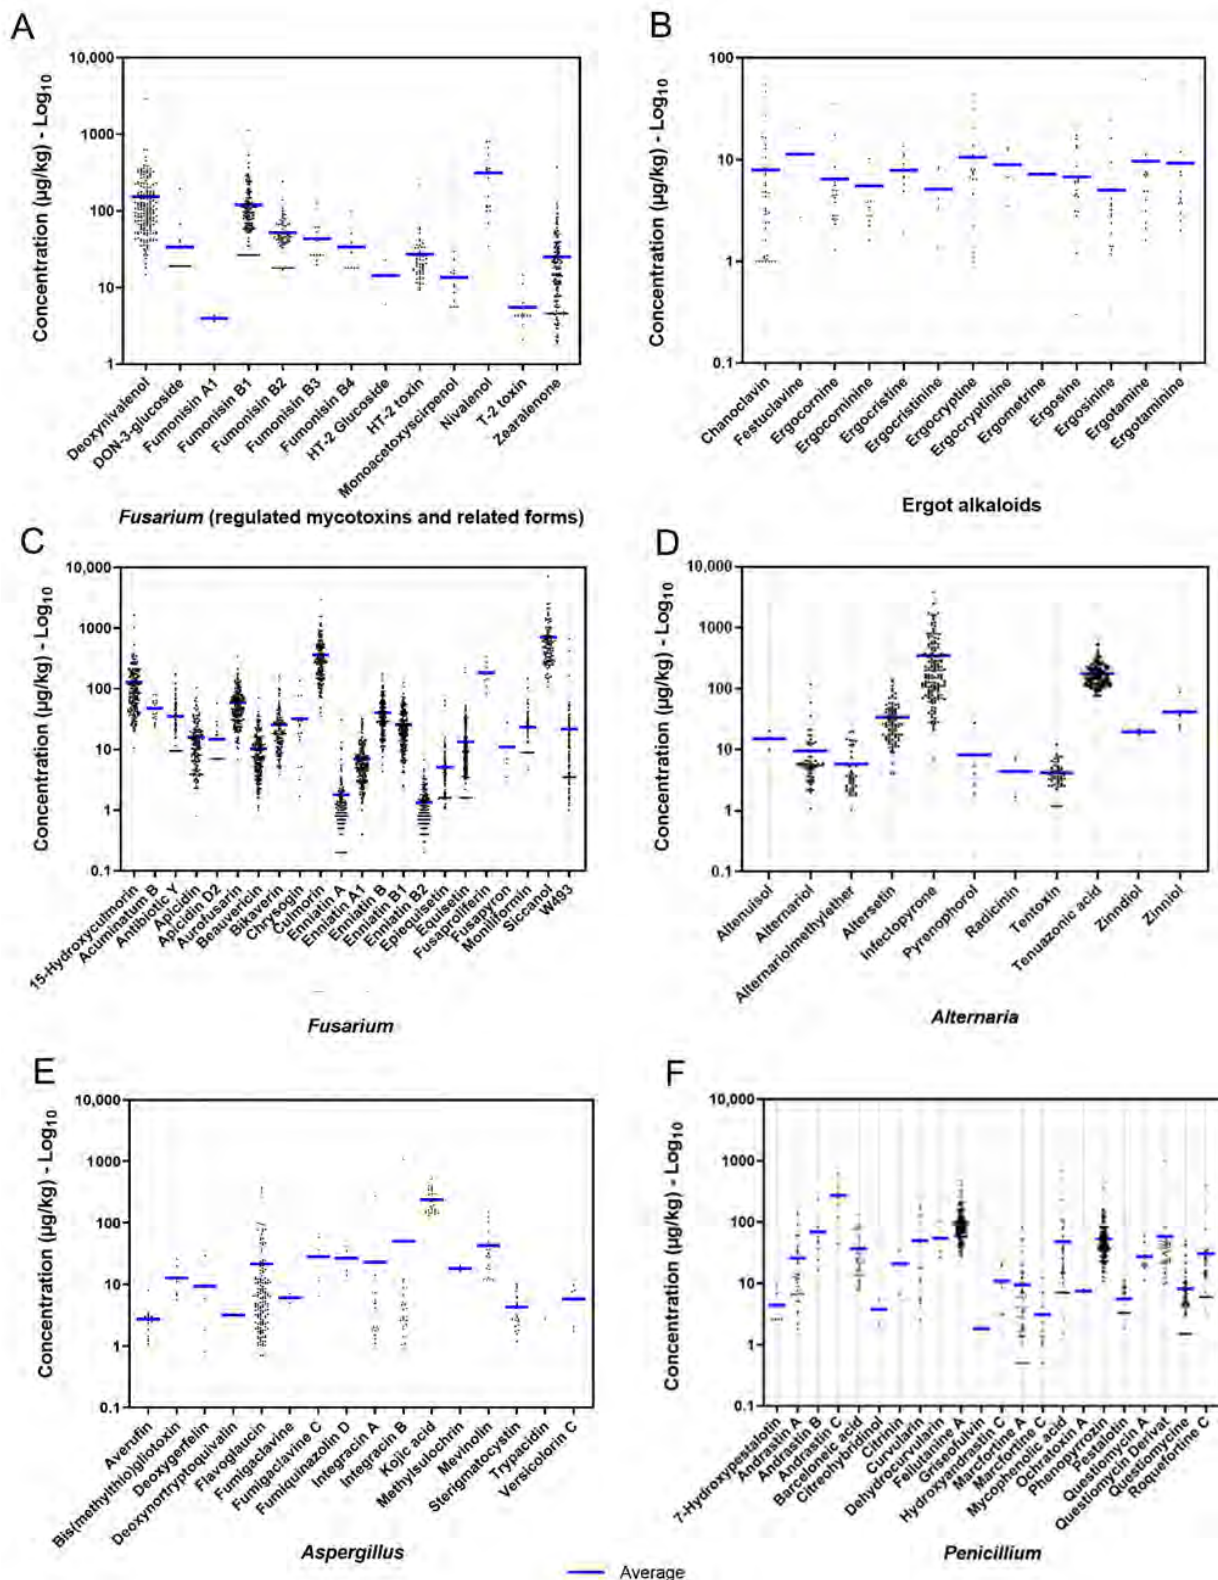 A
Concentration (µg/kg) - Log10
10,000
1000
100
10
1
Deoxynivalenol
DON-3-glucoside
Fumonisin A1
Fumonisin B1
Fumonisin B2
Fumonisin B3
Fumonisin B4
HT-2 Glucoside
HT-2 toxin
Monoacetoxyscirpenol
Nivalenol
T-2 toxin
Zearalenone
Fusarium (regulated mycotoxins and related forms)
B
Concentration (µg/kg) - Log10
100
10
1
0.1
Chanoclavin
Festuclavine
Ergocornine
Ergocorninine
Ergocristine
Ergocristinine
Ergocryptine
Ergocryptinine
Ergometrine
Ergosine
Ergosinine
Ergotamine
Ergotaminine
Ergot alkaloids
C
Concentration (µg/kg) - Log10
10,000
1000
100
10
1
0.1
15-Hydroxyculmorin
Acuminatum B
Antibiotic Y
Apicidin
Apicidin D2
Aurofusarin
Beauvericin
Bikaverin
Chrysogin
Culmorin
Enniatin A
Enniatin A1
Enniatin B
Enniatin B1
Enniatin B2
Epiequisetin
Equisetin
Fusaproliferin
Fusapyron
Moniliformin
Siccanol
W493
Fusarium
D
Concentration (µg/kg) - Log10
10,000
1000
100
10
1
0.1
Altenuisol
Alternariol
Alternariolmethylether
Altersetin
Infectopyrone
Pyrenophorol
Radicinin
Tentoxin
Tenuazonic acid
Zinndiol
Zinniol
Alternaria
E
Concentration (µg/kg) - Log10
10,000
1000
100
10
1
0.1
Averufin
Bis(methylthio)gliotoxin
Deoxygerfelin
Deoxynortryptoquivalin
Flavoglaucin
Fumigaclavine
Fumigaclavine C
Fumiquinazolin D
Integracin A
Integracin B
Kojic acid
Methylsulochrin
Mevinolin
Sterigmatocystin
Trypacidin
Versicolorin C
Aspergillus
F
Concentration (µg/kg) - Log10
10,000
1000
100
10
1
0.1
7-Hydroxypestalotin
Andrastin A
Andrastin B
Andrastin C
Barcelonelic acid
Citreohybridinol
Citrinin
Curvularin
Dehydrocurvularin
Fellutanine A
Griseofulvin
Hydroxyandrastin C
Marcfortine A
Marcfortine C
Mycophenolic acid
Ochratoxin A
Phenopyrrozin
Pestalotin
Questiomycin A
Questiomycin Derivat
Quinolactacin A
Roquefortine C
Penicillium
Average